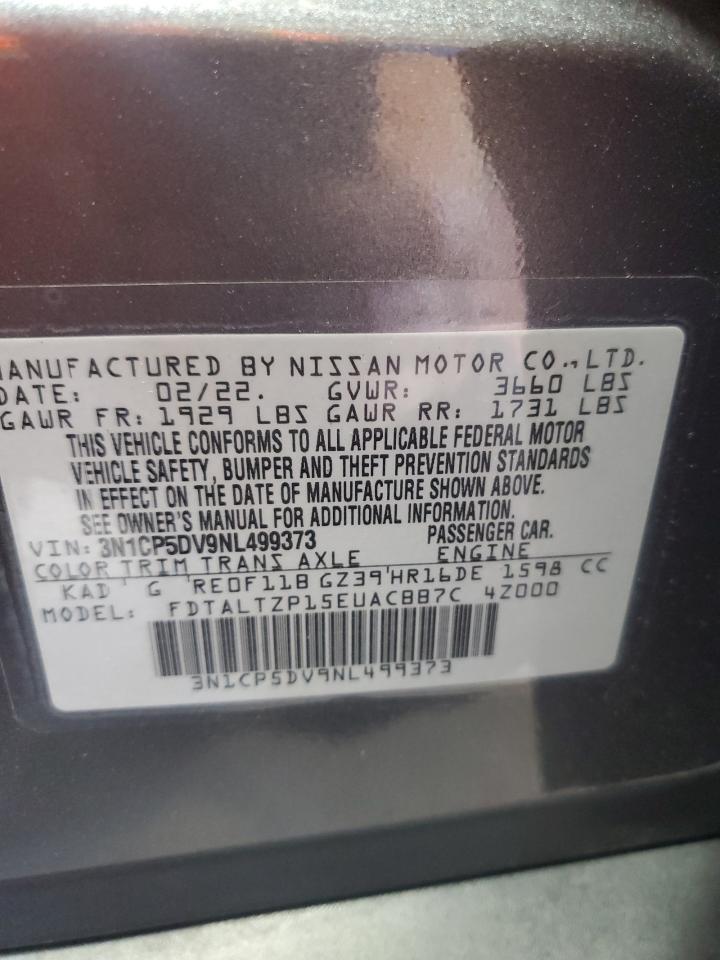 MANUFACTURED BY NISSAN MOTOR CO.,LTD.
DATE: 02/22. GVWR: 3660 LBS
GAWR FR: 1929 LBS GAWR RR: 1731 LBS
THIS VEHICLE CONFORMS TO ALL APPLICABLE FEDERAL MOTOR
VEHICLE SAFETY, BUMPER AND THEFT PREVENTION STANDARDS
IN EFFECT ON THE DATE OF MANUFACTURE SHOWN ABOVE.
SEE OWNER'S MANUAL FOR ADDITIONAL INFORMATION.
VIN: 3N1CP5DV9NL499373 PASSENGER CAR.
COLOR TRIM TRANS AXLE ENGINE
KAD G RE0F11B GZ39 HR16DE 1598 CC
MODEL: FDTALTZP15EUACBB7C 4Z000
3N1CP5DV9NL499373